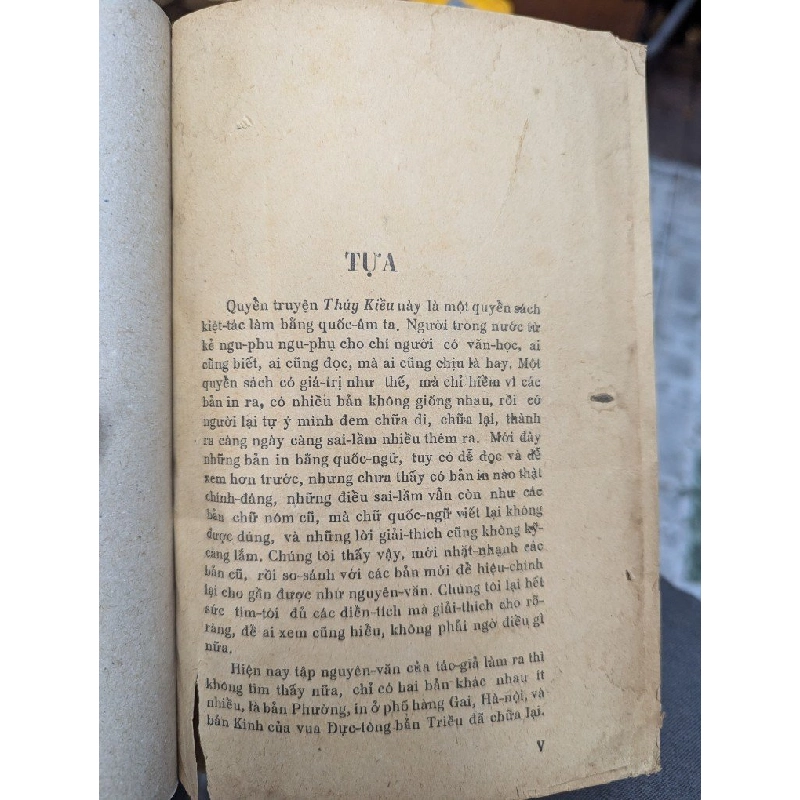 TỰA
Quyển truyện Thúy Kiều này là một quyển sách
kiệt-tác làm bằng quốc-âm ta. Người trong nước từ
kẻ ngu-phu ngu-phụ cho chí người có văn-học, ai
cũng biết, ai cũng đọc, mà ai cũng chịu là hay. Một
quyển sách có giá-trị như thế, mà chỉ hiềm vì các
bản in ra, có nhiều bản không giống nhau, rồi có
người lại tự ý mình đem chữa đi, chữa lại, thành
ra càng ngày càng sai-lầm nhiều thêm ra. Mới đây
những bản in bằng quốc-ngữ, tuy có dễ đọc và dễ
xem hơn trước, nhưng chưa thấy có bản in nào thật
chính-đáng, những điều sai-lầm vẫn còn như các
bản chữ nôm cũ, mà chữ quốc-ngữ viết lại không
được đúng, và những lời giải-thích cũng không kỹ-
càng lắm. Chúng tôi thấy vậy, mới nhặt-nhạnh các
bản cũ, rồi so-sánh với các bản mới để hiệu-chính
lại cho gần được như nguyên-văn. Chúng tôi lại hết
sức tìm-tòi đủ các điển-tích mà giải-thích cho rõ-
ràng, để ai xem cũng hiểu, không phải ngờ điều gì
nữa.
Hiện nay tập nguyên-văn của tác-giả làm ra thì
không tìm thấy nữa, chỉ có hai bản khác nhau ít
nhiều, là bản Phường, in ở phố hàng Gai, Hà-nội, và
bản Kinh của vua Đực-tông bản Triều đã chữa lại.
V